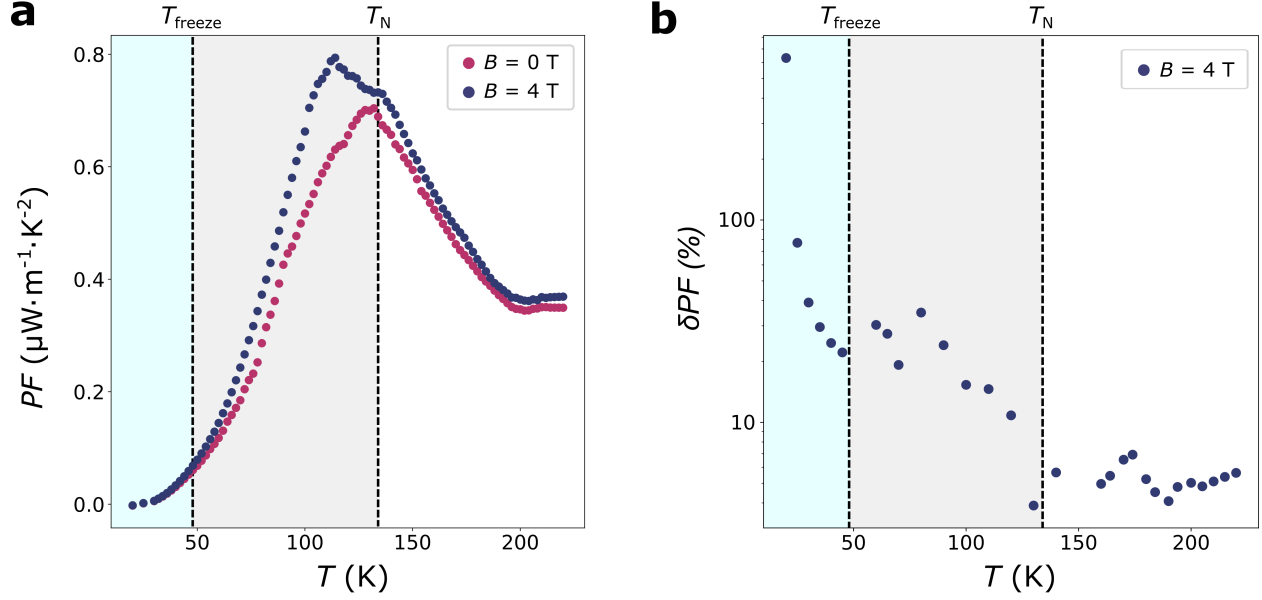 a
T_freeze
T_N
B = 0 T
B = 4 T
PF (μW·m⁻¹·K⁻²)
0.8
0.6
0.4
0.2
0.0
50
100
150
200
T (K)
b
T_freeze
T_N
B = 4 T
δPF (%)
100
10
50
100
150
200
T (K)